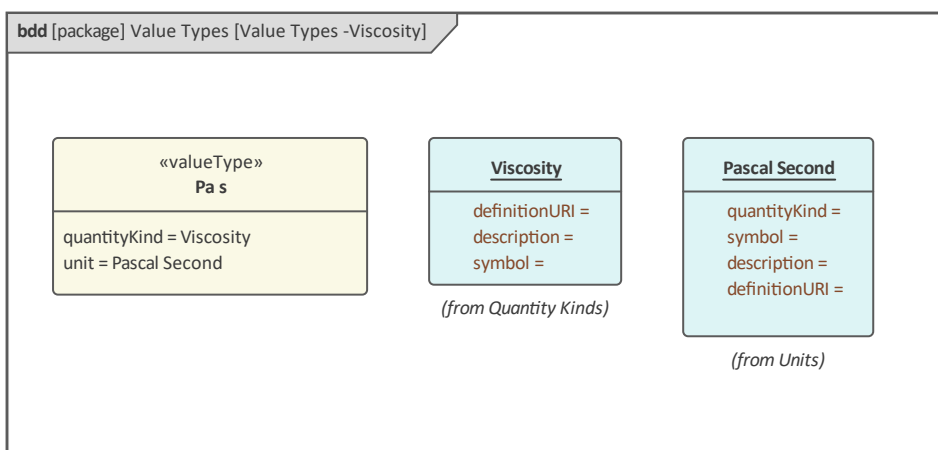 bdd [package] Value Types [Value Types -Viscosity]
«valueType»
Pa s
quantityKind = Viscosity
unit = Pascal Second
Viscosity
definitionURI =
description =
symbol =
(from Quantity Kinds)
Pascal Second
quantityKind =
symbol =
description =
definitionURI =
(from Units)